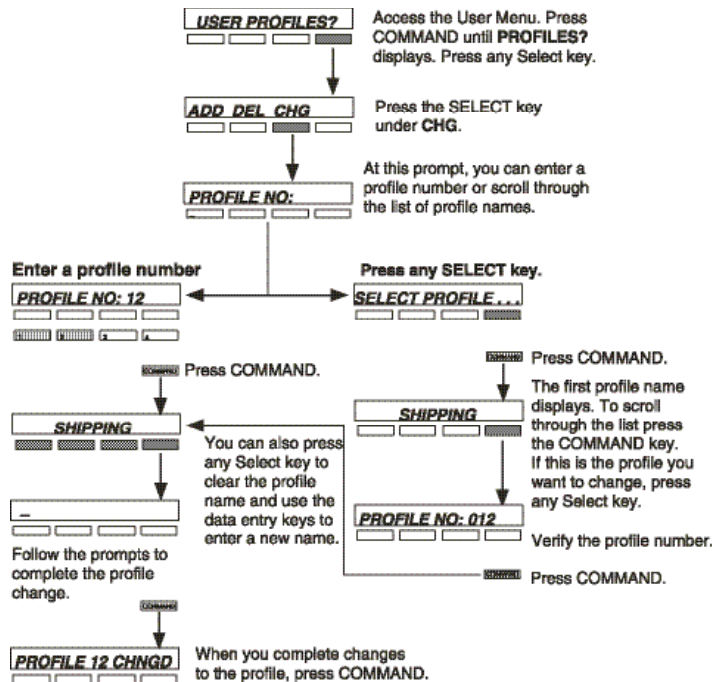 USER PROFILES?
Access the User Menu. Press
COMMAND until PROFILES?
displays. Press any Select key.
ADD DEL CHG
Press the SELECT key
under CHG.
At this prompt, you can enter a
profile number or scroll through
the list of profile names.
PROFILE NO:
Enter a profile number
PROFILE NO: 12
1 2 3 4
Press any SELECT key.
SELECT PROFILE . . .
COMMAND Press COMMAND.
SHIPPING
You can also press
any Select key to
clear the profile
name and use the
data entry keys to
enter a new name.
_
Follow the prompts to
complete the profile
change.
COMMAND Press COMMAND.
The first profile name
displays. To scroll
through the list press
the COMMAND key.
If this is the profile you
want to change, press
any Select key.
SHIPPING
PROFILE NO: 012
Verify the profile number.
COMMAND Press COMMAND.
COMMAND
PROFILE 12 CHNGD
When you complete changes
to the profile, press COMMAND.